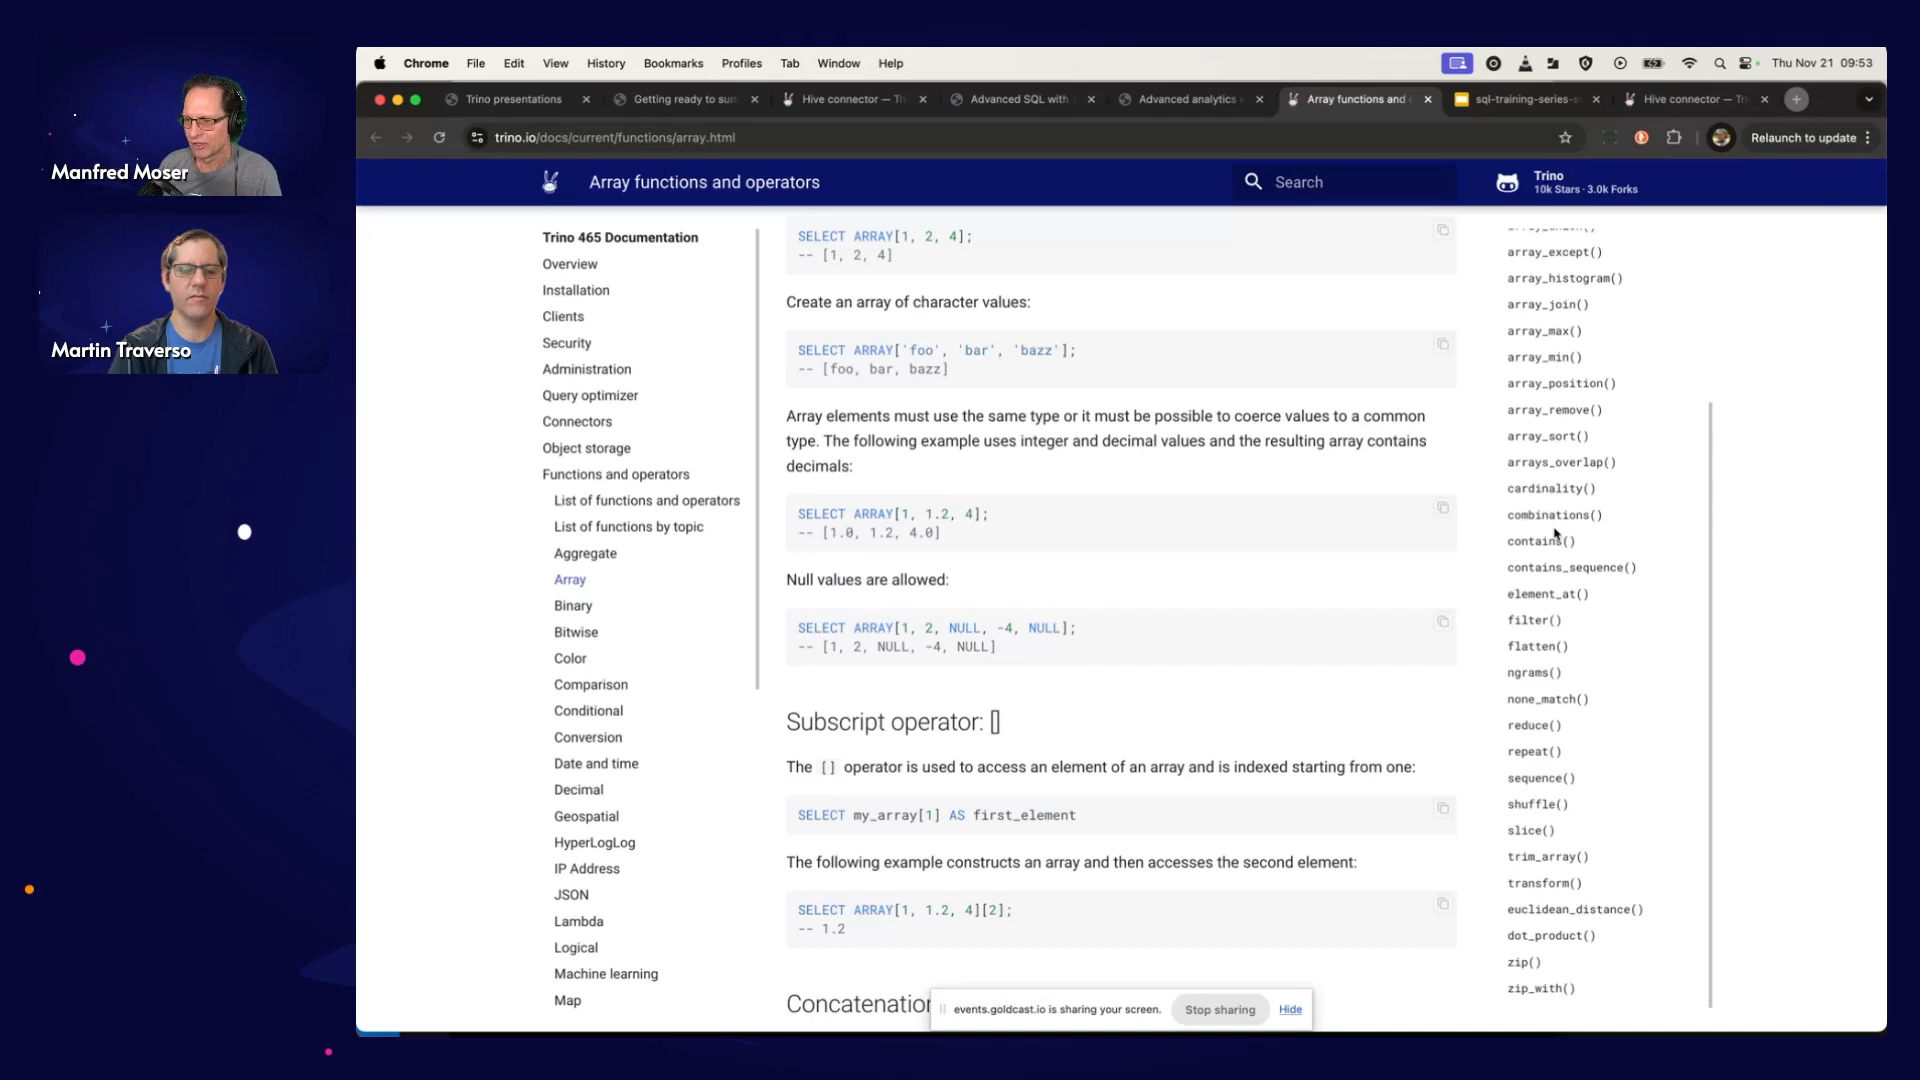 Manfred Moser
Martin Traverso
Chrome File Edit View History Bookmarks Profiles Tab Window Help
Thu Nov 21 09:53
Trino presentations
Getting ready to sum
Hive connector — Tri
Advanced SQL with
Advanced analytics
Array functions and
sql-training-series-s
Hive connector — Tri
trino.io/docs/current/functions/array.html
Relaunch to update
Array functions and operators
Search
Trino
10k Stars · 3.0k Forks
Trino 465 Documentation
Overview
Installation
Clients
Security
Administration
Query optimizer
Connectors
Object storage
Functions and operators
List of functions and operators
List of functions by topic
Aggregate
Array
Binary
Bitwise
Color
Comparison
Conditional
Conversion
Date and time
Decimal
Geospatial
HyperLogLog
IP Address
JSON
Lambda
Logical
Machine learning
Map
SELECT ARRAY[1, 2, 4];
-- [1, 2, 4]
Create an array of character values:
SELECT ARRAY['foo', 'bar', 'bazz'];
-- [foo, bar, bazz]
Array elements must use the same type or it must be possible to coerce values to a common
type. The following example uses integer and decimal values and the resulting array contains
decimals:
SELECT ARRAY[1, 1.2, 4];
-- [1.0, 1.2, 4.0]
Null values are allowed:
SELECT ARRAY[1, 2, NULL, -4, NULL];
-- [1, 2, NULL, -4, NULL]
Subscript operator: []
The [] operator is used to access an element of an array and is indexed starting from one:
SELECT my_array[1] AS first_element
The following example constructs an array and then accesses the second element:
SELECT ARRAY[1, 1.2, 4][2];
-- 1.2
Concatenation
array_except()
array_histogram()
array_join()
array_max()
array_min()
array_position()
array_remove()
array_sort()
arrays_overlap()
cardinality()
combinations()
contains()
contains_sequence()
element_at()
filter()
flatten()
ngrams()
none_match()
reduce()
repeat()
sequence()
shuffle()
slice()
trim_array()
transform()
euclidean_distance()
dot_product()
zip()
zip_with()
events.goldcast.io is sharing your screen.
Stop sharing
Hide